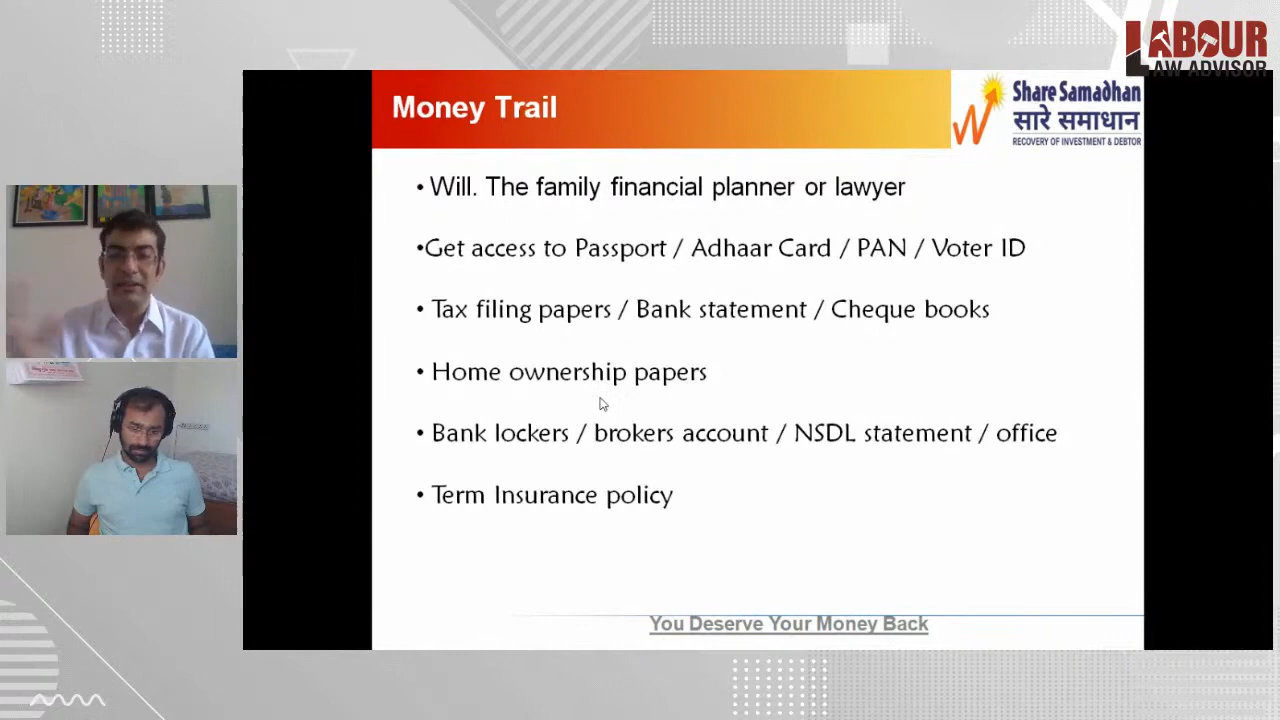 LABOUR
LAW ADVISOR
Money Trail
Share Samadhan
सारे समाधान
RECOVERY OF INVESTMENT & DEBTOR
• Will. The family financial planner or lawyer
•Get access to Passport / Adhaar Card / PAN / Voter ID
• Tax filing papers / Bank statement / Cheque books
• Home ownership papers
• Bank lockers / brokers account / NSDL statement / office
• Term Insurance policy
You Deserve Your Money Back